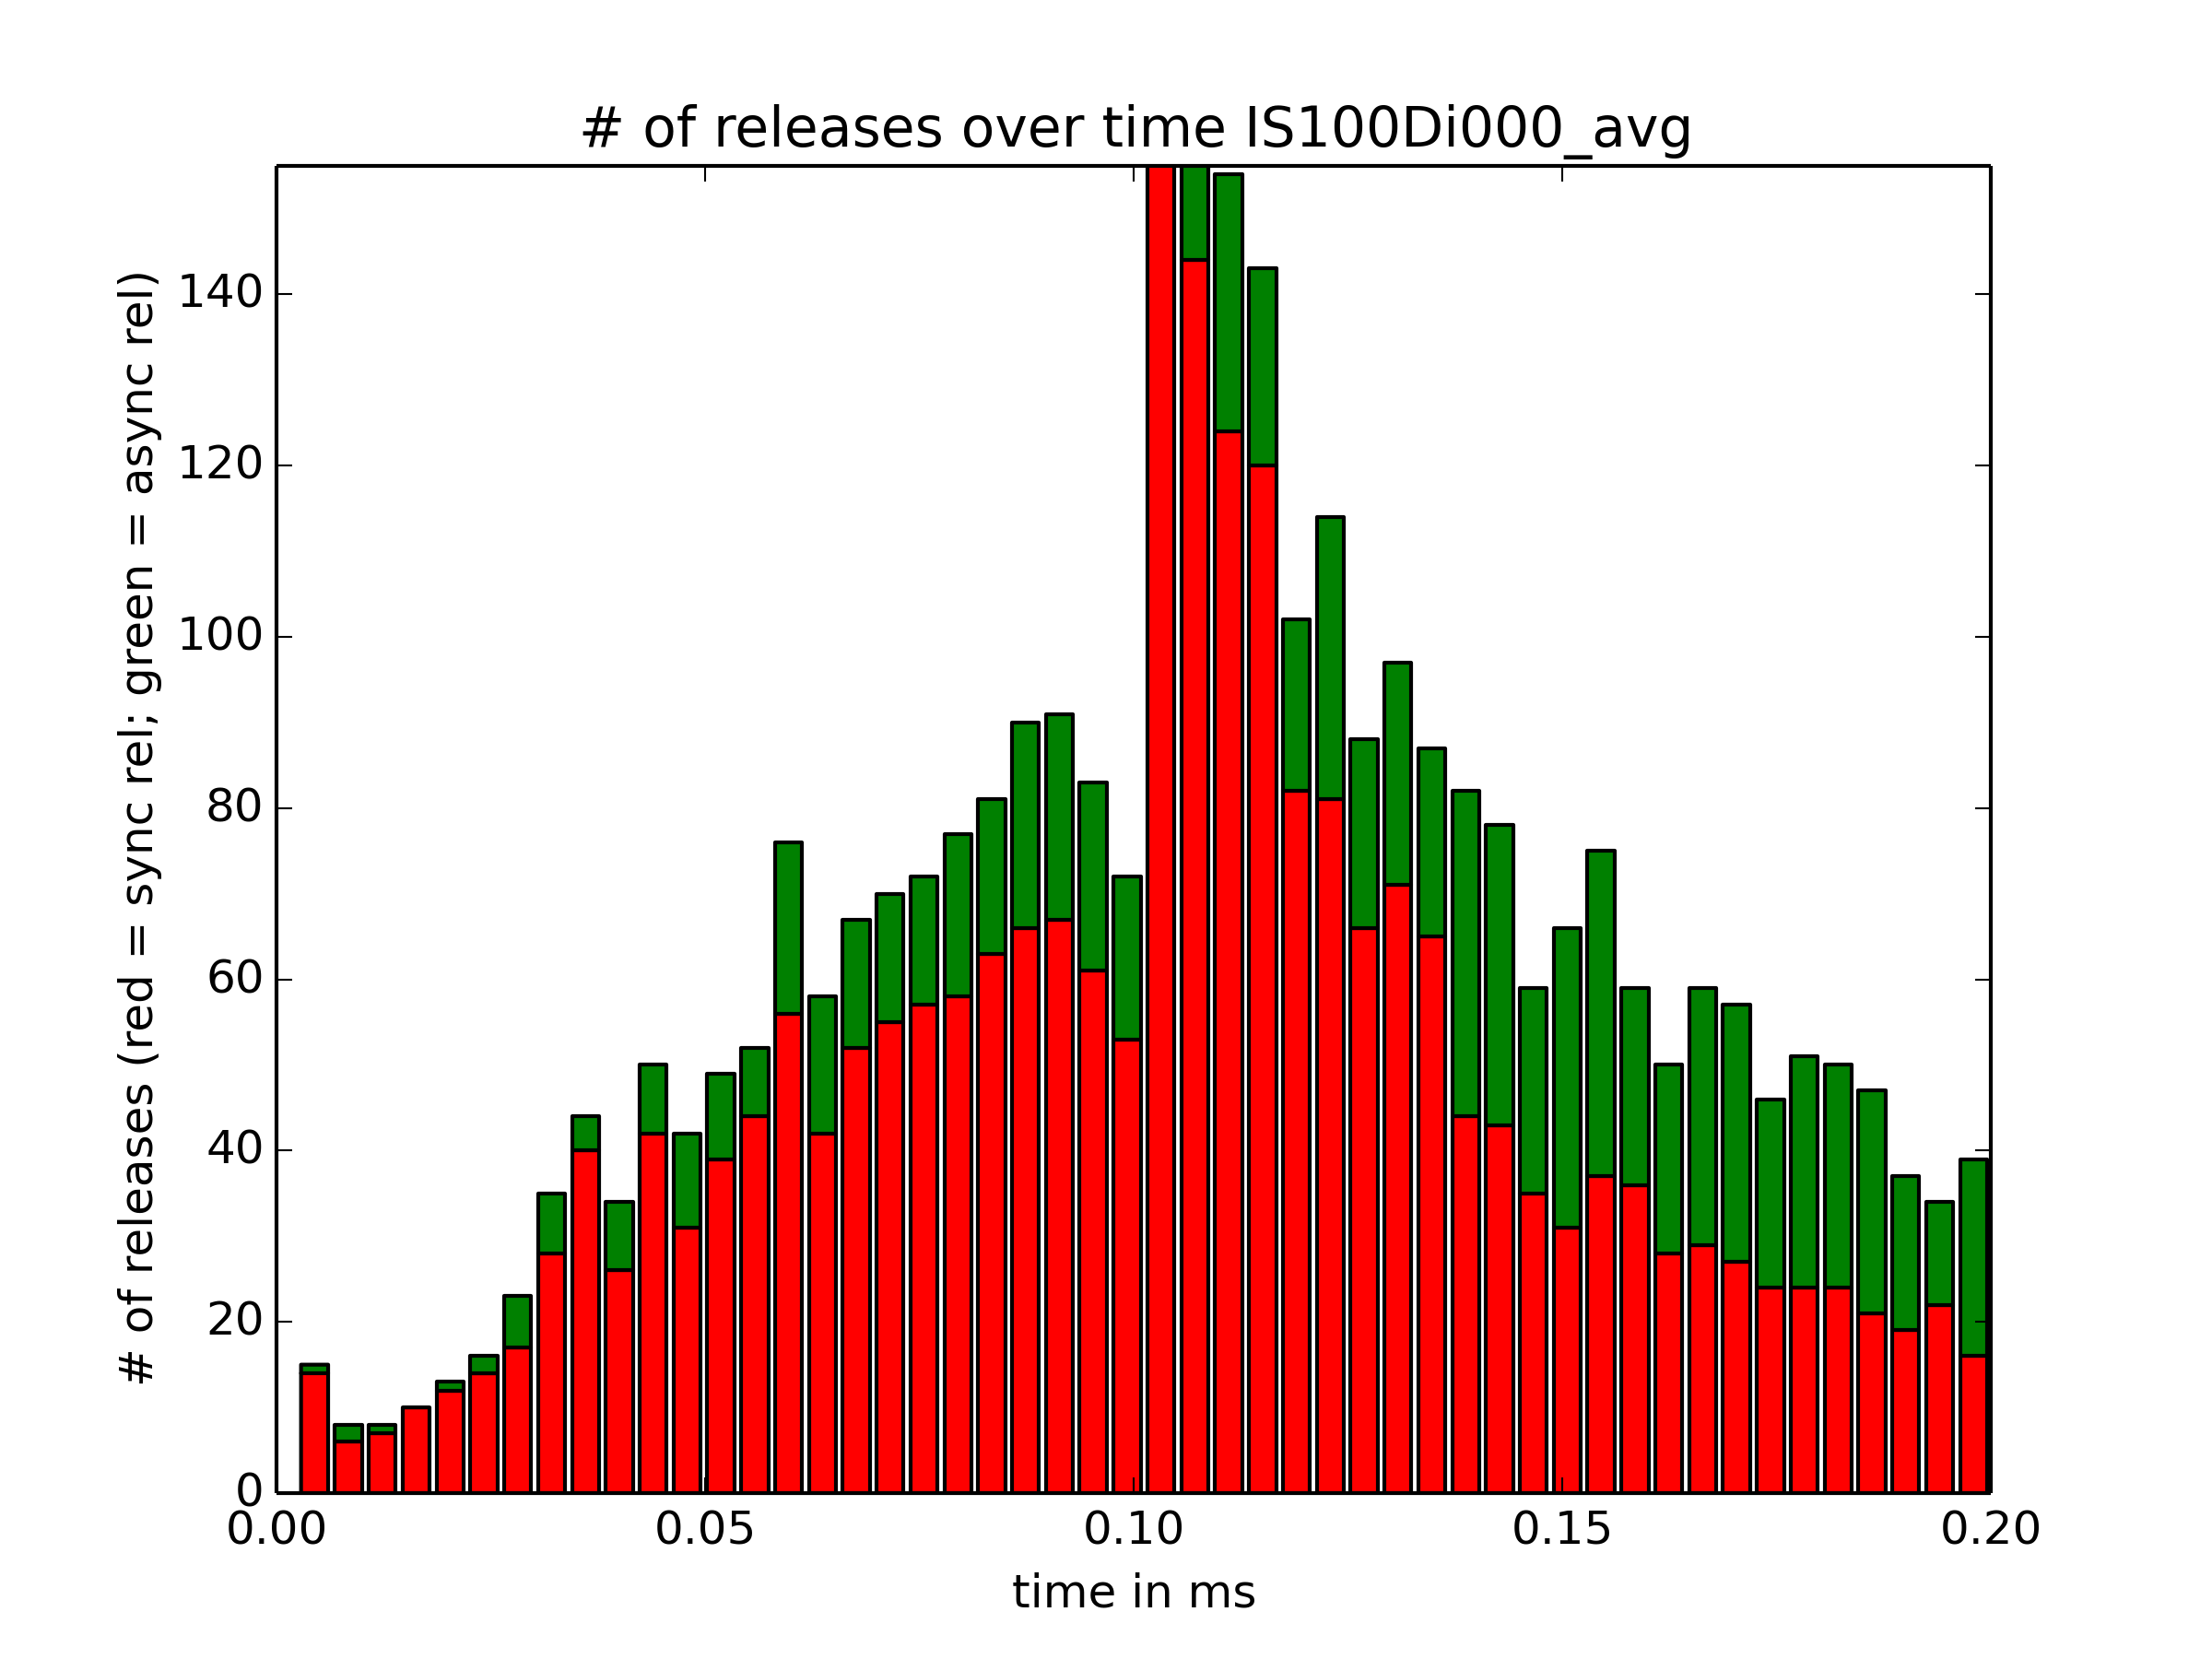 # of releases over time IS100Di000_avg
# of releases (red = sync rel; green = async rel)
140
120
100
80
60
40
20
0
0.00 0.05 0.10 0.15 0.20
time in ms